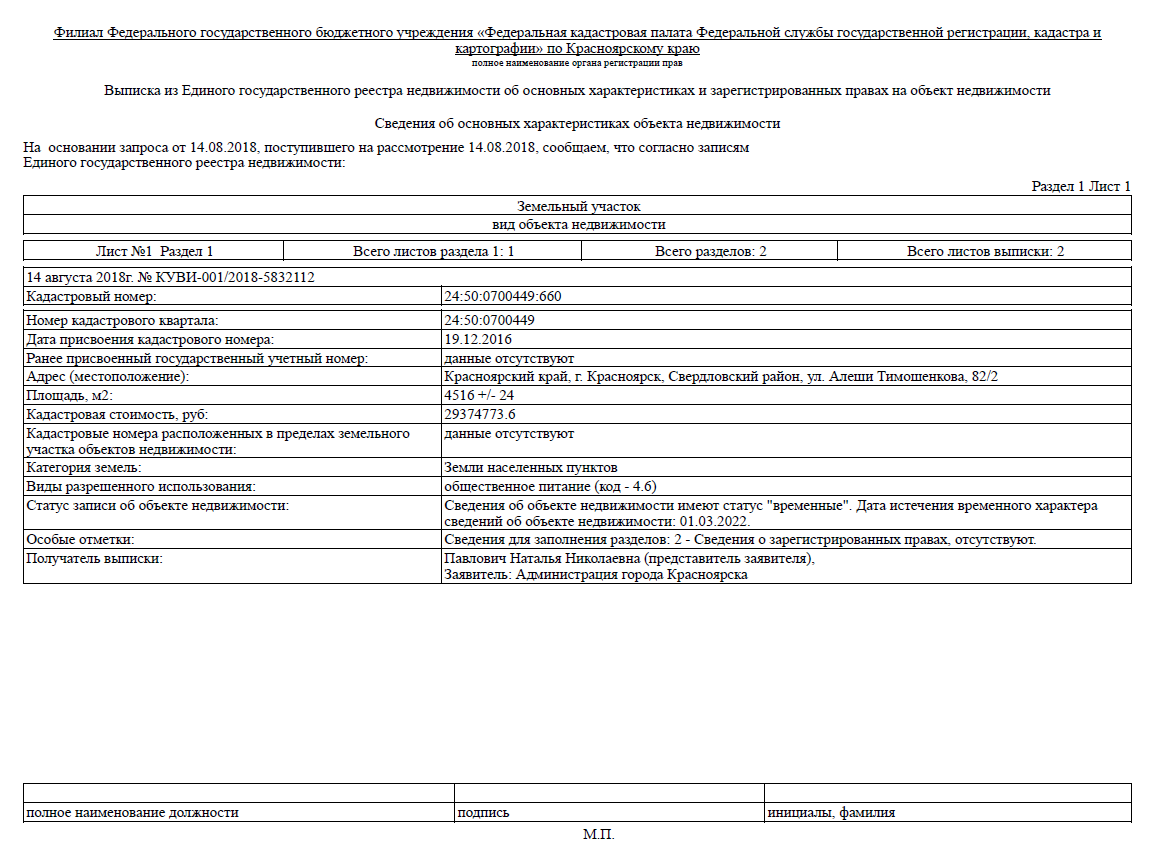 Филиал Федерального государственного бюджетного учреждения «Федеральная кадастровая палата Федеральной службы государственной регистрации, кадастра и
картографии» по Красноярскому краю
полное наименование органа регистрации прав
Выписка из Единого государственного реестра недвижимости об основных характеристиках и зарегистрированных правах на объект недвижимости
Сведения об основных характеристиках объекта недвижимости
На основании запроса от 14.08.2018, поступившего на рассмотрение 14.08.2018, сообщаем, что согласно записям
Единого государственного реестра недвижимости:
Раздел 1 Лист 1
Земельный участок
вид объекта недвижимости
Лист №1 Раздел 1 Всего листов раздела 1: 1 Всего разделов: 2 Всего листов выписки: 2
14 августа 2018г. № КУВИ-001/2018-5832112
Кадастровый номер: 24:50:0700449:660
Номер кадастрового квартала: 24:50:0700449
Дата присвоения кадастрового номера: 19.12.2016
Ранее присвоенный государственный учетный номер: данные отсутствуют
Адрес (местоположение): Красноярский край, г. Красноярск, Свердловский район, ул. Алеши Тимошенкова, 82/2
Площадь, м2: 4516 +/- 24
Кадастровая стоимость, руб: 29374773.6
Кадастровые номера расположенных в пределах земельного данные отсутствуют
участка объектов недвижимости:
Категория земель: Земли населенных пунктов
Виды разрешенного использования: общественное питание (код - 4.6)
Статус записи об объекте недвижимости: Сведения об объекте недвижимости имеют статус "временные". Дата истечения временного характера
сведений об объекте недвижимости: 01.03.2022.
Особые отметки: Сведения для заполнения разделов: 2 - Сведения о зарегистрированных правах, отсутствуют.
Получатель выписки: Павлович Наталья Николаевна (представитель заявителя),
Заявитель: Администрация города Красноярска
полное наименование должности подпись инициалы, фамилия
М.П.